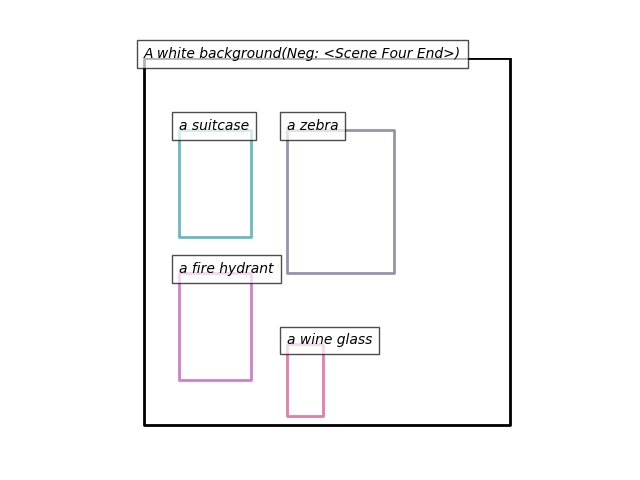 A white background(Neg: <Scene Four End>)
a suitcase
a zebra
a fire hydrant
a wine glass